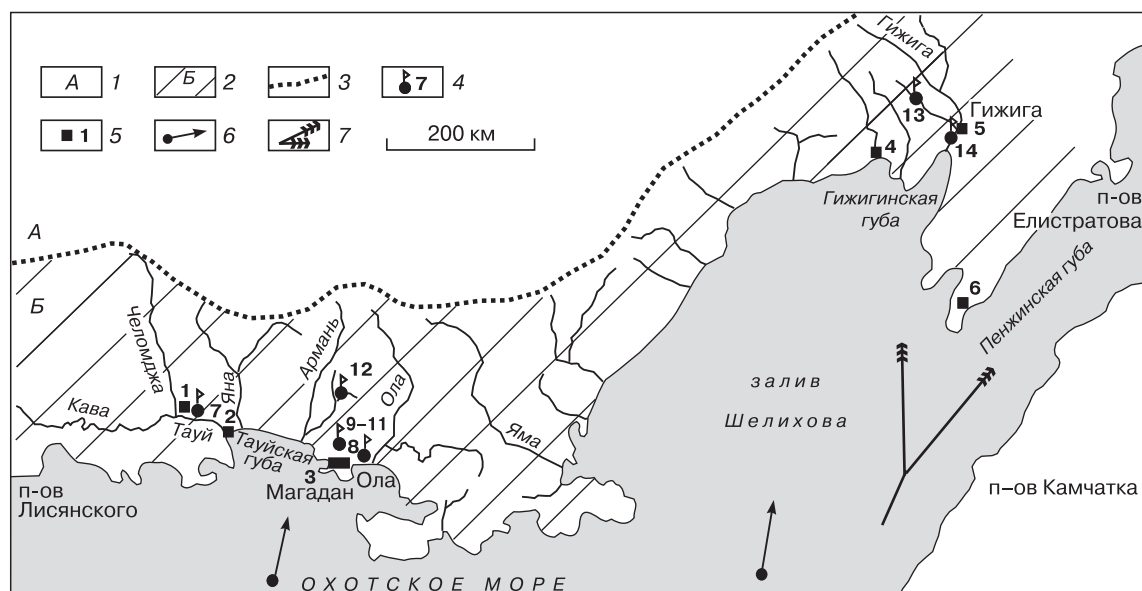 А 1
Б 2
3
7 4
1 5
6
7
200 км
Гижига
13
Гижига
5
14
4
Гижигинская
губа
п-ов
Елистратова
6
Пенжинская губа
А
Б
Челомджа
Яна
Армань
12
Ола
Яма
1
7
Кава
Тауй
2
Тауйская
губа
9–11
8
3
Магадан
Ола
п-ов
Лисянского
залив
Шелихова
п–ов Камчатка
ОХОТСКОЕ МОРЕ